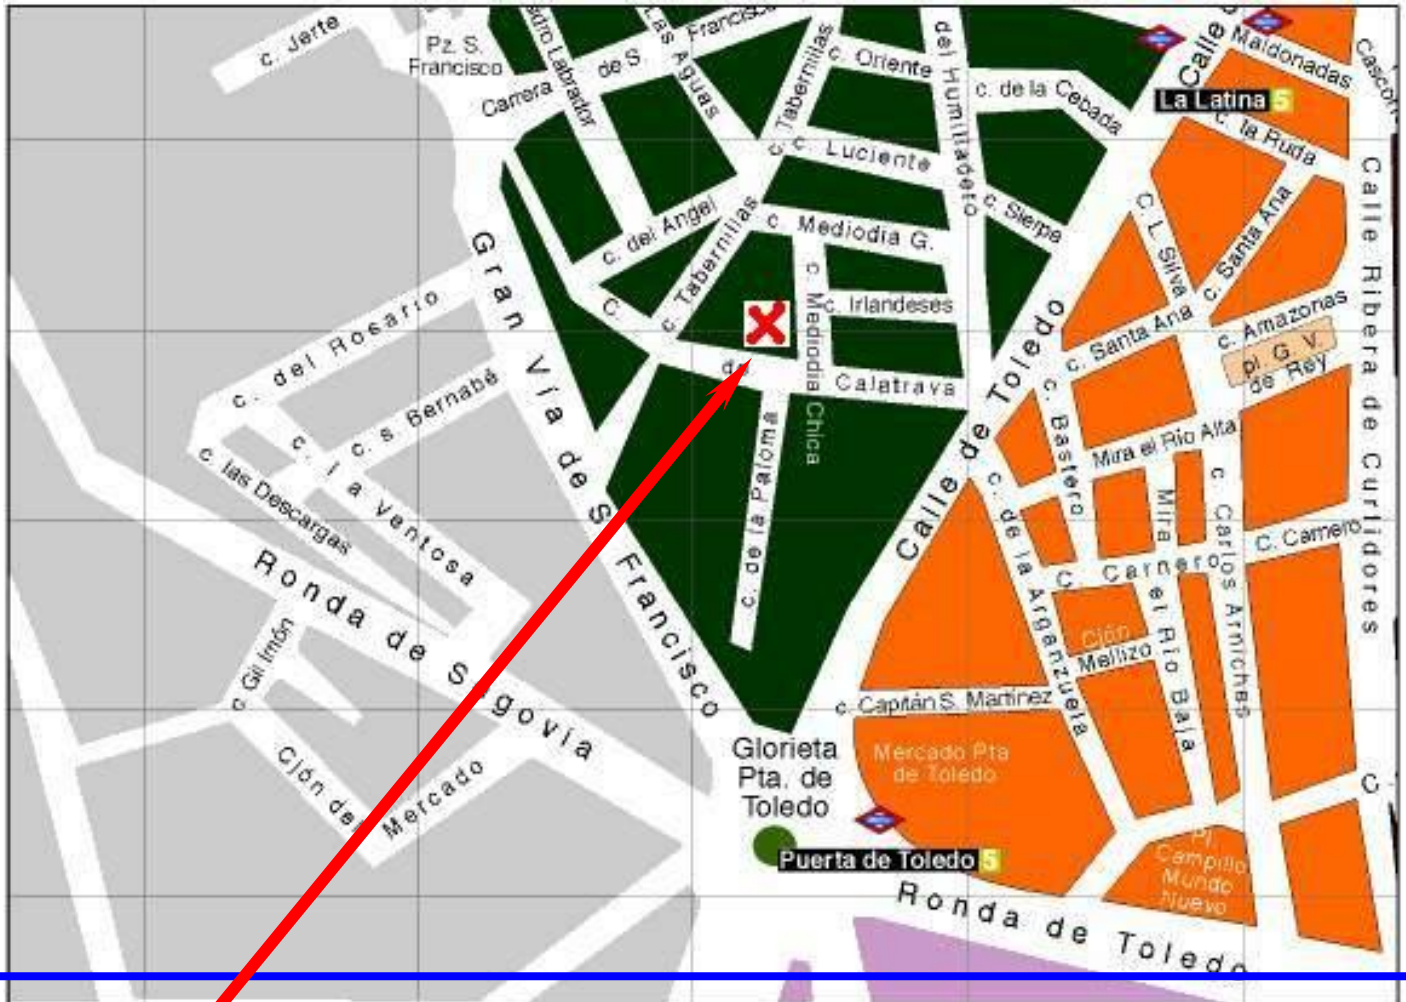 c. Jerte
Pz. S.
Francisco
Carrera
de S.
Francisco
Labrador
Las Aguas
c. Tabernillas
c. Oriente
del Humilladero
c. de la Cebada
Calle
Maldonadas
La Latina 5
c. la Ruda
c. Luciente
c. Sierpe
c. del Angel
c. Tabernillas
c. Mediodia G.
c. Mediodia Chica
c. Irlandeses
C.
de
Calatrava
c. de la Paloma
Gran Vía de S. Francisco
c. del Rosario
c. s Bernabé
c. las Descargas
c. la Ventosa
Ronda de Segovia
c. Gil Imón
Cjón del
Mercado
Calle de Toledo
C. L. Silva
c. Santa Ana
c. Santa Ana
c. Amazonas
pl. G. V.
de Rey
Calle Ribera de Curtidores
c. Bastero
Mira el Río Alta
c. de la Arganzuela
Mira el Río Baja
c. Carlos Arniches
C. Carnero
C. Carnero
Cjón
Mellizo
c. Capitán S. Martinez
Mercado Pta
de Toledo
Glorieta
Pta. de
Toledo
Puerta de Toledo 5
Pl.
Campillo
Mundo
Nuevo
C.
Ronda de Toledo